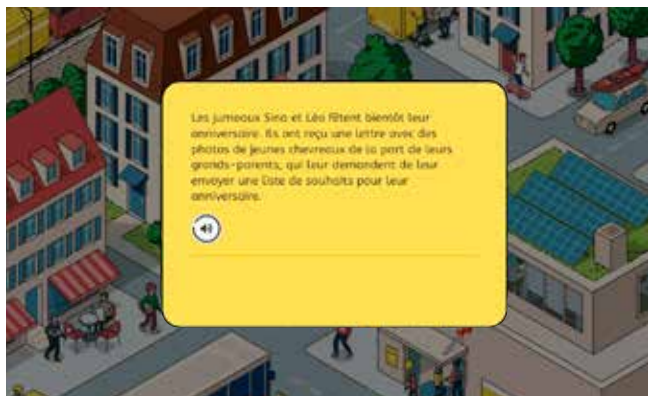 Les jumeaux Sina et Léo fêtent bientôt leur
anniversaire. Ils ont reçu une lettre avec des
photos de jeunes chevreaux de la part de leurs
grands-parents, qui leur demandent de leur
envoyer une liste de souhaits pour leur
anniversaire.